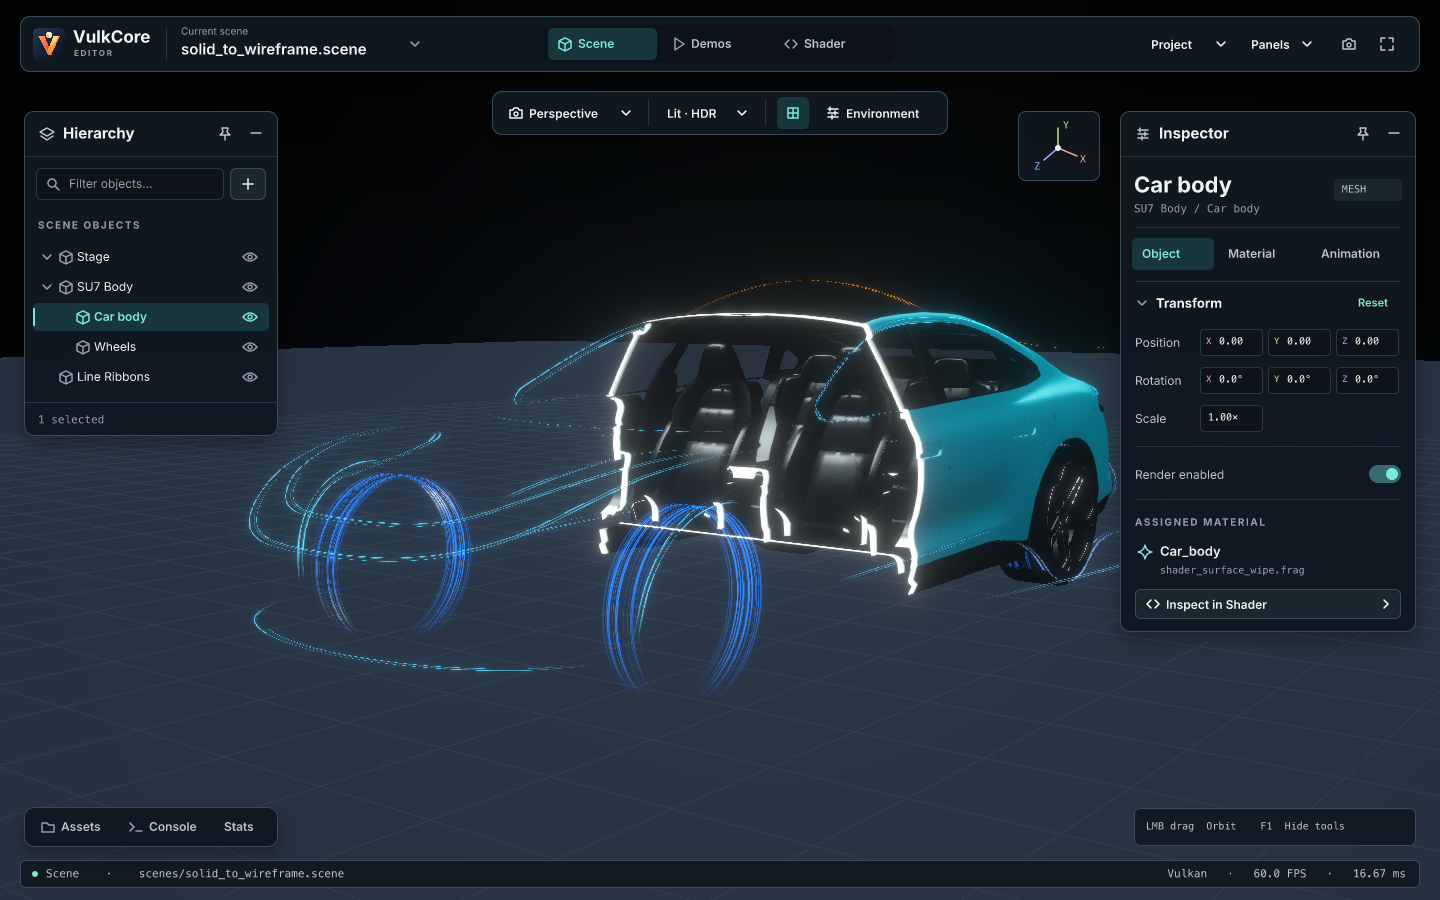 VulkCore
EDITOR
Current scene
solid_to_wireframe.scene
Scene
Demos
Shader
Project
Panels
Perspective
Lit · HDR
Environment
Hierarchy
Filter objects...
SCENE OBJECTS
Stage
SU7 Body
Car body
Wheels
Line Ribbons
1 selected
Y
X
Z
Inspector
Car body
MESH
SU7 Body / Car body
Object Material Animation
Transform Reset
Position X 0.00 Y 0.00 Z 0.00
Rotation X 0.0° Y 0.0° Z 0.0°
Scale 1.00×
Render enabled
ASSIGNED MATERIAL
Car_body
shader_surface_wipe.frag
Inspect in Shader
Assets Console Stats
LMB drag Orbit F1 Hide tools
Scene · scenes/solid_to_wireframe.scene
Vulkan · 60.0 FPS · 16.67 ms